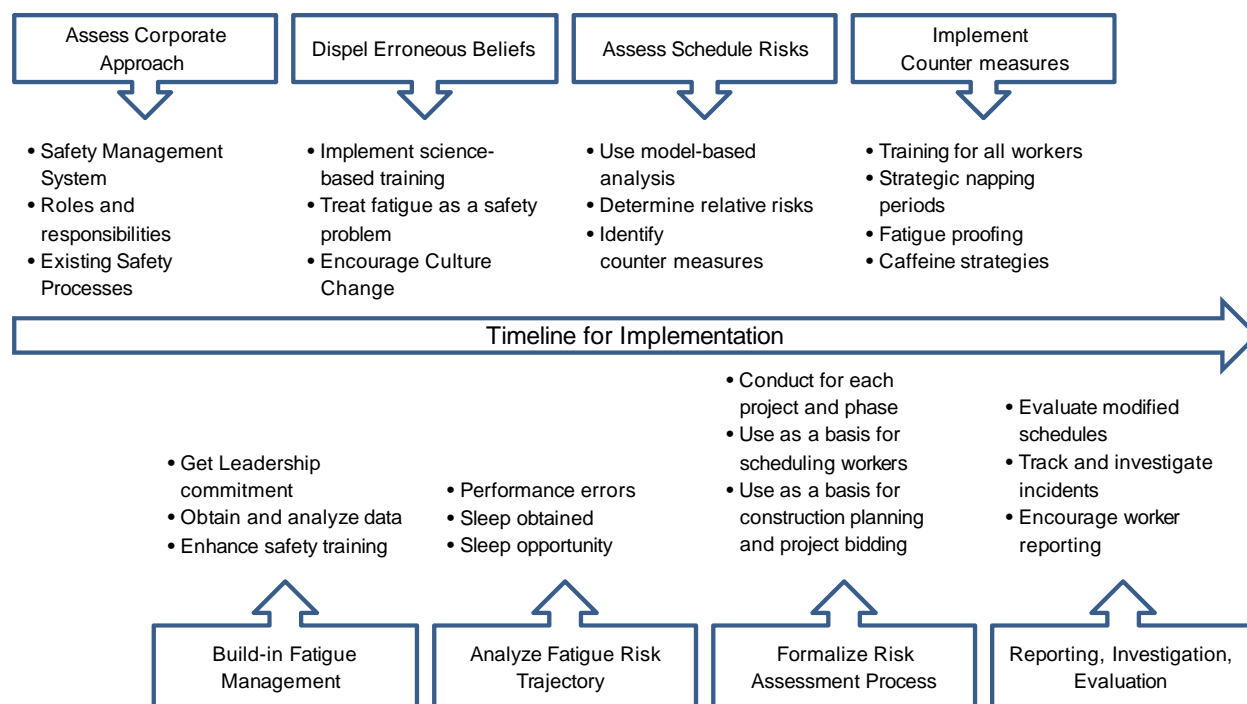 Assess Corporate
Approach
Dispel Erroneous Beliefs
Assess Schedule Risks
Implement
Counter measures
• Safety Management
System
• Roles and
responsibilities
• Existing Safety
Processes
• Implement science-
based training
• Treat fatigue as a safety
problem
• Encourage Culture
Change
• Use model-based
analysis
• Determine relative risks
• Identify
counter measures
• Training for all workers
• Strategic napping
periods
• Fatigue proofing
• Caffeine strategies
Timeline for Implementation
• Get Leadership
commitment
• Obtain and analyze data
• Enhance safety training
• Performance errors
• Sleep obtained
• Sleep opportunity
• Conduct for each
project and phase
• Use as a basis for
scheduling workers
• Use as a basis for
construction planning
and project bidding
• Evaluate modified
schedules
• Track and investigate
incidents
• Encourage worker
reporting
Build-in Fatigue
Management
Analyze Fatigue Risk
Trajectory
Formalize Risk
Assessment Process
Reporting, Investigation,
Evaluation